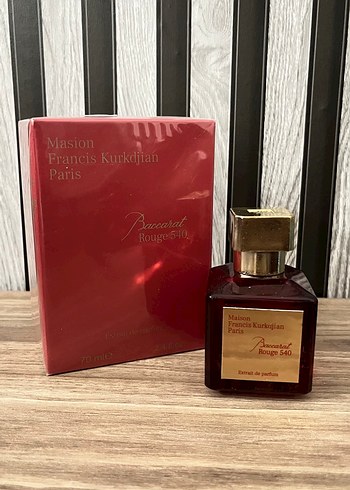 Masion
Francis Kurkdjian
Paris
Baccarat
Rouge 540
Maison
Francis Kurkdjian
Paris
Baccarat
Rouge 540
Extrait de parfum